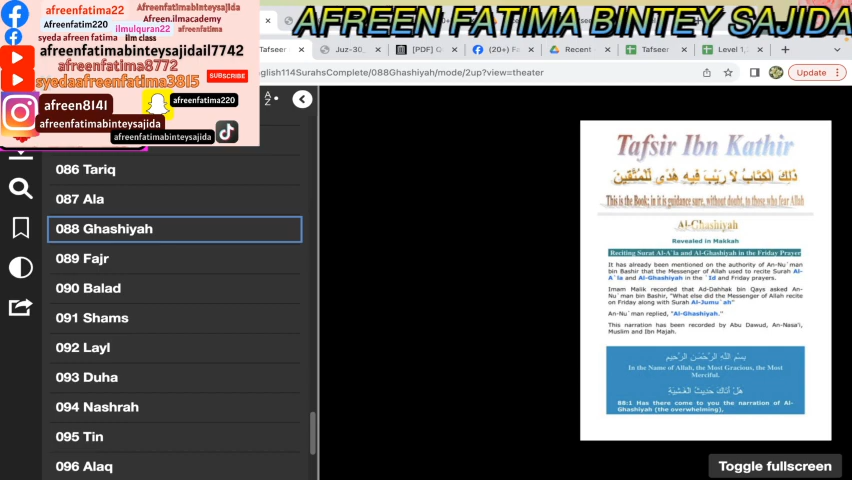 afreenfatima22
Afreenfatima220
syeda afreen fatima
afreenfatimabinteysajidail7742
afreenfatima8772
syedaafreenfatima3815
SUBSCRIBE
afreen8141
afreenfatimabinteysajida
afreenfatima220
afreenfatimabinteysajida
Afreenfatimabinteysajida
Afreen.ilmacademy
ilmulquran22
afreenfatima
ilm class
AFREEN FATIMA BINTEY SAJIDA
Tafseer
Juz-30,
[PDF] Q
(20+) Fa
Recent
Tafseer
Level 1,
nglish114SurahsComplete/088Ghashiyah/mode/2up?view=theater
Update
086 Tariq
087 Ala
088 Ghashiyah
089 Fajr
090 Balad
091 Shams
092 Layl
093 Duha
094 Nashrah
095 Tin
096 Alaq
Tafsir Ibn Kathir
ذَلِكَ الْكِتَابُ لاَ رَيْبَ فِيهِ هُدًى لِّلْمُتَّقِينَ
This is the Book; in it is guidance sure, without doubt, to those who fear Allah
Al-Ghashiyah
Revealed in Makkah
Reciting Surat Al-A`la and Al-Ghashiyah in the Friday Prayer
It has already been mentioned on the authority of An-Nu`man
bin Bashir that the Messenger of Allah used to recite Surah Al-
A`la and Al-Ghashiyah in the `Id and Friday prayers.
Imam Malik recorded that Ad-Dahhak bin Qays asked An-
Nu`man bin Bashir, "What else did the Messenger of Allah recite
on Friday along with Surah Al-Jumu`ah"
An-Nu`man replied, "Al-Ghashiyah."
This narration has been recorded by Abu Dawud, An-Nasa'i,
Muslim and Ibn Majah.
بِسْمِ اللَّهِ الرَّحْمَنِ الرَّحِيمِ
In the Name of Allah, the Most Gracious, the Most
Merciful.
هَلْ أَتَاكَ حَدِيثُ الْغَشِيَةِ
88:1 Has there come to you the narration of Al-
Ghashiyah (the overwhelming),
Toggle fullscreen